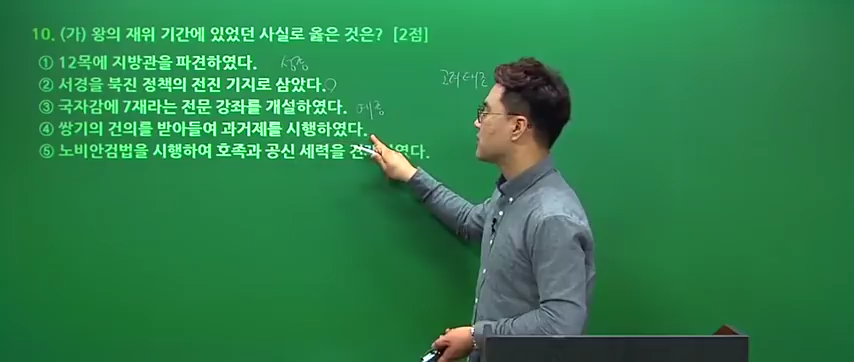 10. (가) 왕의 재위 기간에 있었던 사실로 옳은 것은? [2점]
① 12목에 지방관을 파견하였다. 성종
② 서경을 북진 정책의 전진 기지로 삼았다. 고려 태조
③ 국자감에 7재라는 전문 강좌를 개설하였다. 예종
④ 쌍기의 건의를 받아들여 과거제를 시행하였다.
⑤ 노비안검법을 시행하여 호족과 공신 세력을